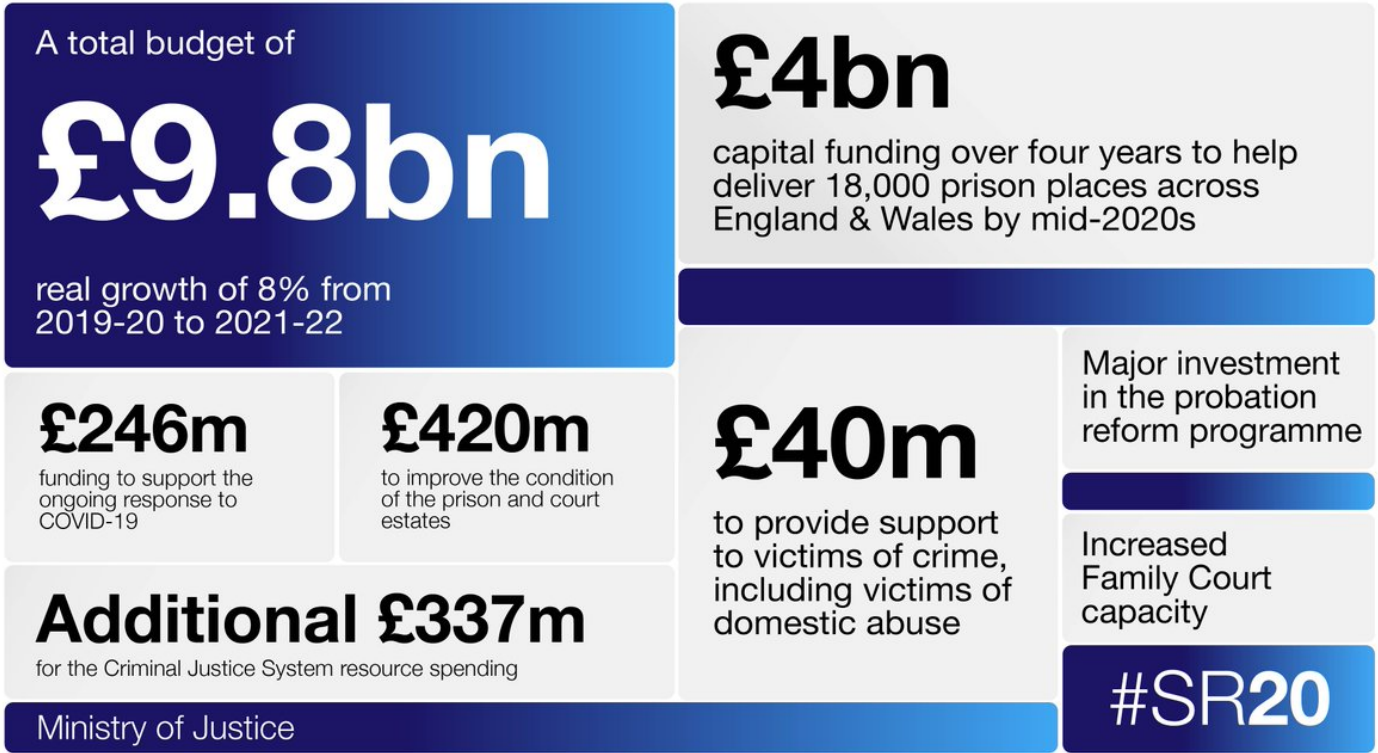 A total budget of
£9.8bn
real growth of 8% from
2019-20 to 2021-22
£4bn
capital funding over four years to help
deliver 18,000 prison places across
England & Wales by mid-2020s
£246m
funding to support the
ongoing response to
COVID-19
£420m
to improve the condition
of the prison and court
estates
Additional £337m
for the Criminal Justice System resource spending
£40m
to provide support
to victims of crime,
including victims of
domestic abuse
Major investment
in the probation
reform programme
Increased
Family Court
capacity
Ministry of Justice
#SR20